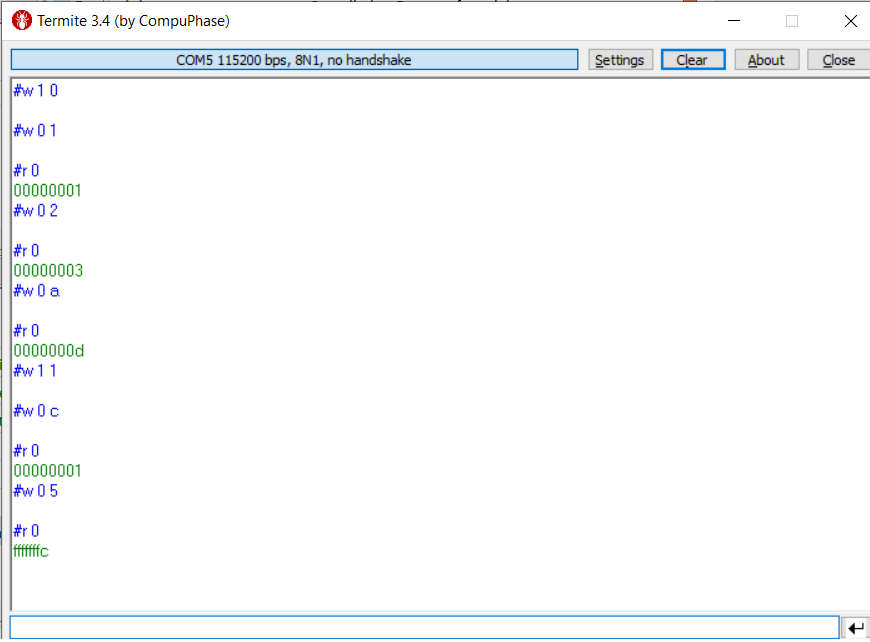 Termite 3.4 (by CompuPhase)
COM5 115200 bps, 8N1, no handshake Settings Clear About Close
#w 1 0
#w 0 1
#r 0
00000001
#w 0 2
#r 0
00000003
#w 0 a
#r 0
0000000d
#w 1 1
#w 0 c
#r 0
00000001
#w 0 5
#r 0
fffffffc